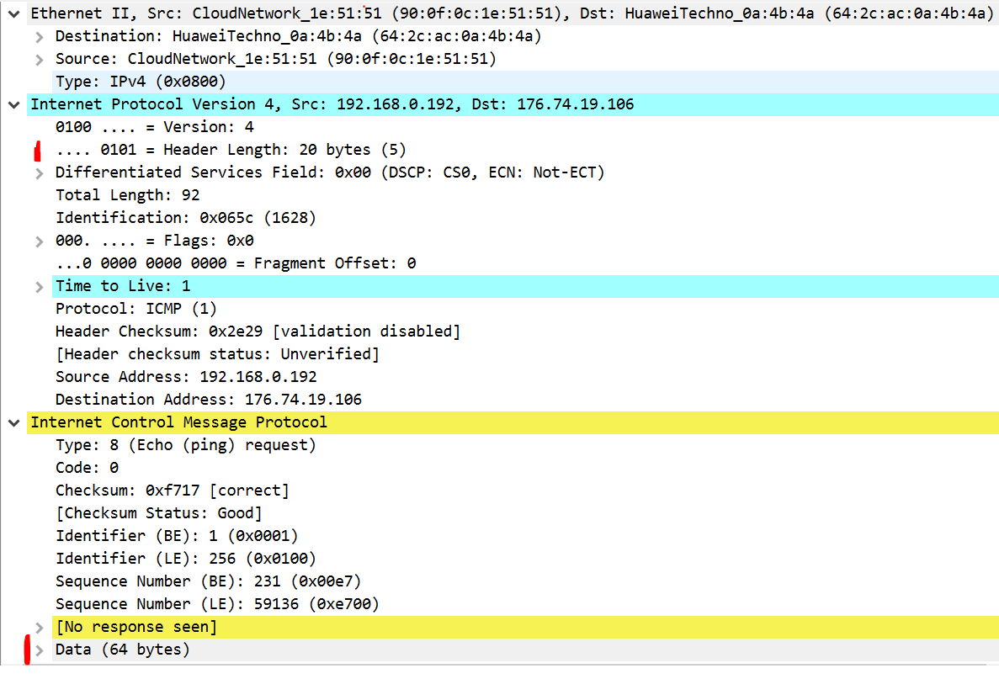 Ethernet II, Src: CloudNetwork_1e:51:51 (90:0f:0c:1e:51:51), Dst: HuaweiTechno_0a:4b:4a (64:2c:ac:0a:4b:4a)
Destination: HuaweiTechno_0a:4b:4a (64:2c:ac:0a:4b:4a)
Source: CloudNetwork_1e:51:51 (90:0f:0c:1e:51:51)
Type: IPv4 (0x0800)
Internet Protocol Version 4, Src: 192.168.0.192, Dst: 176.74.19.106
0100 .... = Version: 4
.... 0101 = Header Length: 20 bytes (5)
Differentiated Services Field: 0x00 (DSCP: CS0, ECN: Not-ECT)
Total Length: 92
Identification: 0x065c (1628)
000. .... = Flags: 0x0
...0 0000 0000 0000 = Fragment Offset: 0
Time to Live: 1
Protocol: ICMP (1)
Header Checksum: 0x2e29 [validation disabled]
[Header checksum status: Unverified]
Source Address: 192.168.0.192
Destination Address: 176.74.19.106
Internet Control Message Protocol
Type: 8 (Echo (ping) request)
Code: 0
Checksum: 0xf717 [correct]
[Checksum Status: Good]
Identifier (BE): 1 (0x0001)
Identifier (LE): 256 (0x0100)
Sequence Number (BE): 231 (0x00e7)
Sequence Number (LE): 59136 (0xe700)
[No response seen]
Data (64 bytes)